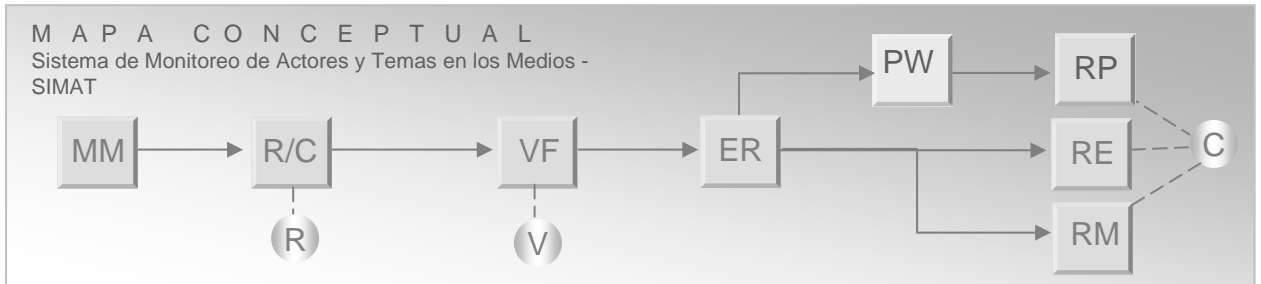 M A P A C O N C E P T U A L
Sistema de Monitoreo de Actores y Temas en los Medios -
SIMAT
PW
RP
MM
R/C
VF
ER
RE
C
R
V
RM